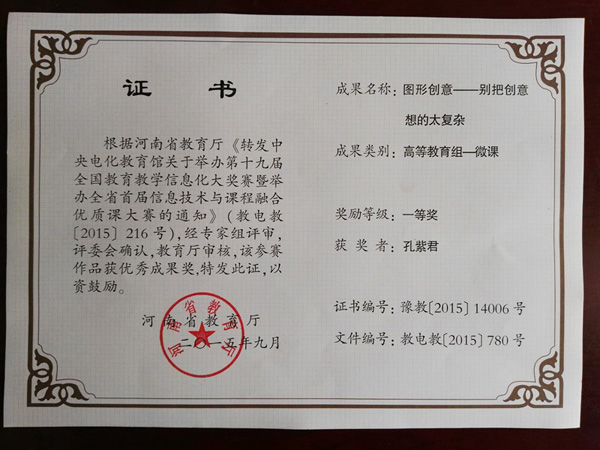 证书
根据河南省教育厅《转发中
央电化教育馆关于举办第十九届
全国教育教学信息化大奖赛暨举
办全省首届信息技术与课程融合
优质课大赛的通知》(教电教
〔2015〕216号),经专家组评审,
评委会确认,教育厅审核,该参赛
作品获优秀成果奖,特发此证,以
资鼓励。
河南省教育厅
二〇一五年九月
河南省教育厅
成果名称：图形创意——别把创意
想的太复杂
成果类别：高等教育组—微课
奖励等级：一等奖
获奖者：孔紫君
证书编号：豫教〔2015〕14006号
文件编号：教电教〔2015〕780号